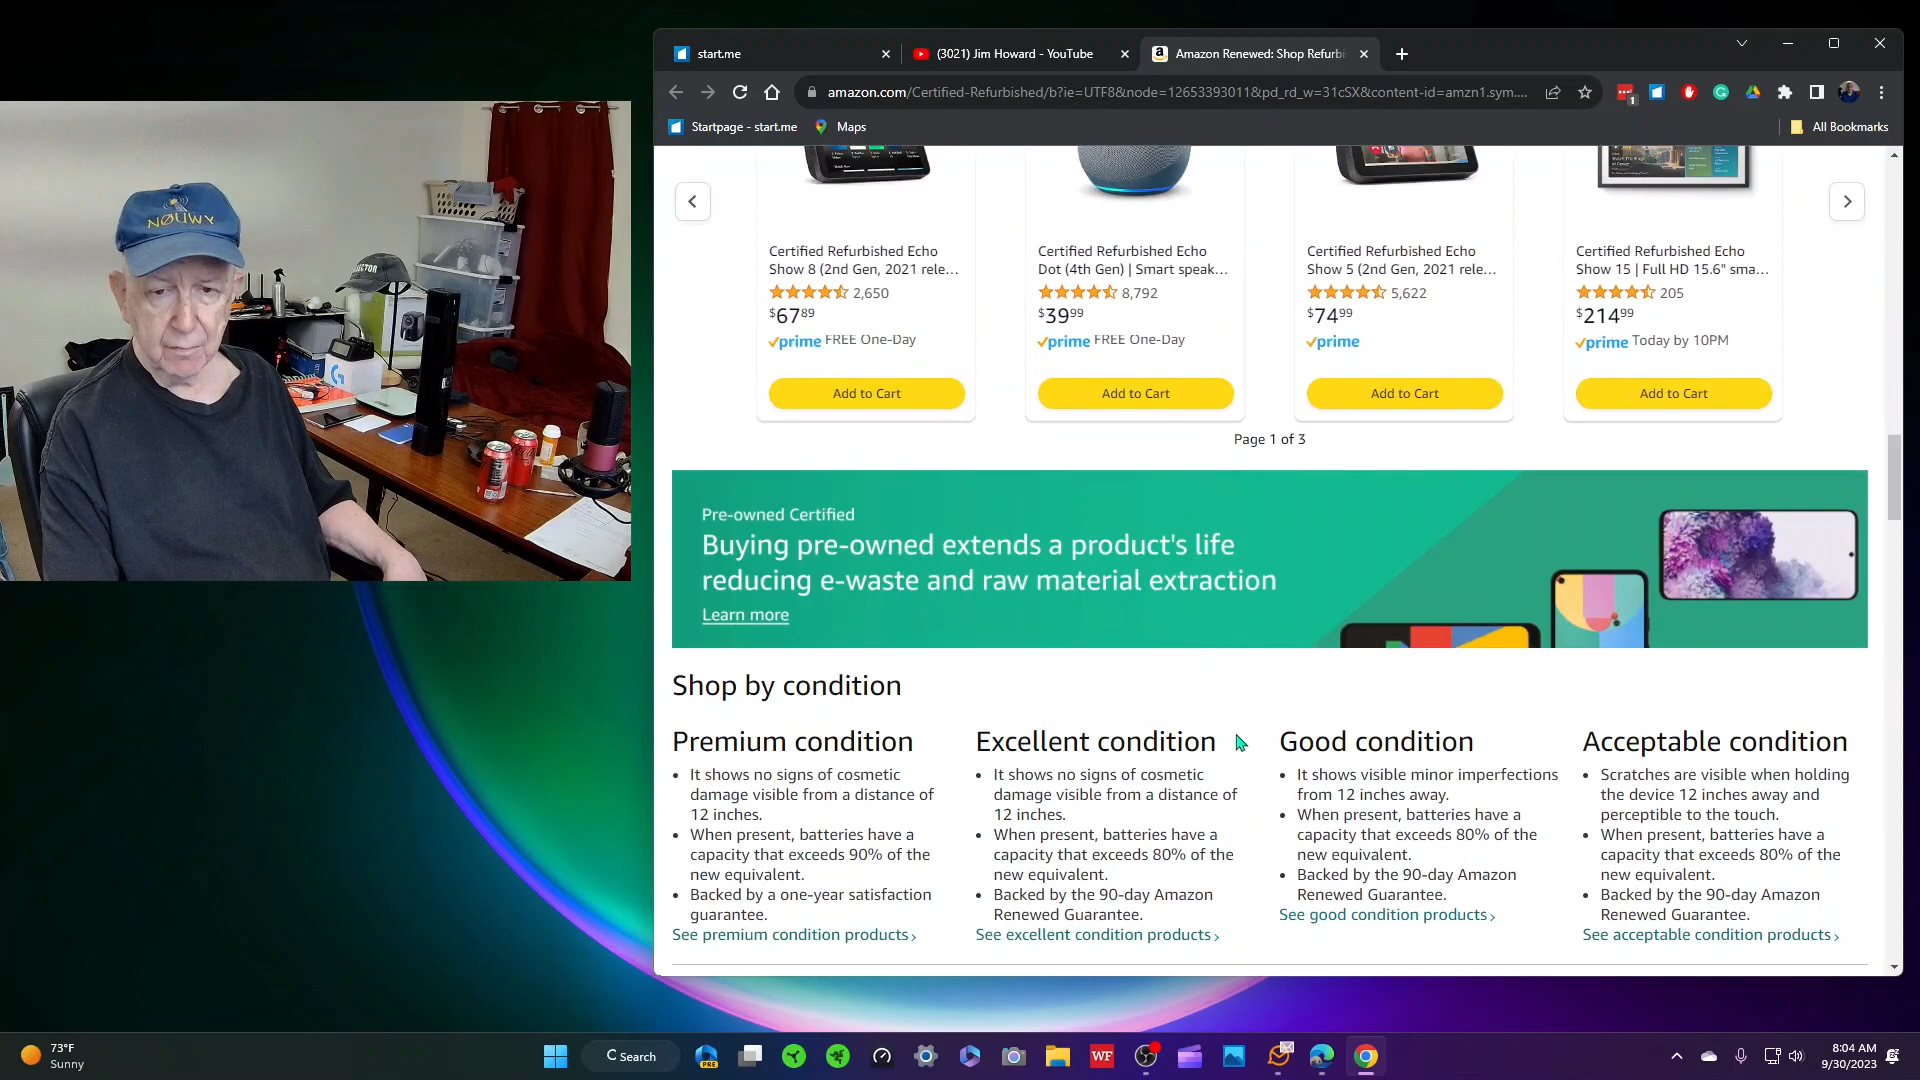 start.me
(3021) Jim Howard - YouTube
Amazon Renewed: Shop Refurbi
amazon.com/Certified-Refurbished/b?ie=UTF8&node=12653393011&pd_rd_w=31cSX&content-id=amzn1.sym....
1
Startpage - start.me
Maps
All Bookmarks
NØUWY
G
Certified Refurbished Echo
Show 8 (2nd Gen, 2021 rele...
2,650
$67 89
prime FREE One-Day
Add to Cart
Certified Refurbished Echo
Dot (4th Gen) | Smart speak...
8,792
$39 99
prime FREE One-Day
Add to Cart
Certified Refurbished Echo
Show 5 (2nd Gen, 2021 rele...
5,622
$74 99
prime
Add to Cart
Certified Refurbished Echo
Show 15 | Full HD 15.6" sma...
205
$214 99
prime Today by 10PM
Add to Cart
Page 1 of 3
Pre-owned Certified
Buying pre-owned extends a product's life
reducing e-waste and raw material extraction
Learn more
Shop by condition
Premium condition
• It shows no signs of cosmetic
damage visible from a distance of
12 inches.
• When present, batteries have a
capacity that exceeds 90% of the
new equivalent.
• Backed by a one-year satisfaction
guarantee.
See premium condition products ›
Excellent condition
• It shows no signs of cosmetic
damage visible from a distance of
12 inches.
• When present, batteries have a
capacity that exceeds 80% of the
new equivalent.
• Backed by the 90-day Amazon
Renewed Guarantee.
See excellent condition products ›
Good condition
• It shows visible minor imperfections
from 12 inches away.
• When present, batteries have a
capacity that exceeds 80% of the
new equivalent.
• Backed by the 90-day Amazon
Renewed Guarantee.
See good condition products ›
Acceptable condition
• Scratches are visible when holding
the device 12 inches away and
perceptible to the touch.
• When present, batteries have a
capacity that exceeds 80% of the
new equivalent.
• Backed by the 90-day Amazon
Renewed Guarantee.
See acceptable condition products ›
73°F
Sunny
Search
PRE
WF
8:04 AM
9/30/2023